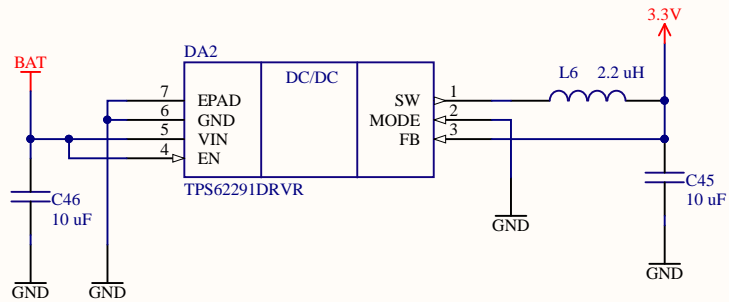 3.3V
DA2
BAT
DC/DC
L6 2.2 uH
7 EPAD
6 GND
5 VIN
4 EN
SW 1
MODE 2
FB 3
TPS62291DRVR
C46
10 uF
C45
10 uF
GND
GND
GND
GND